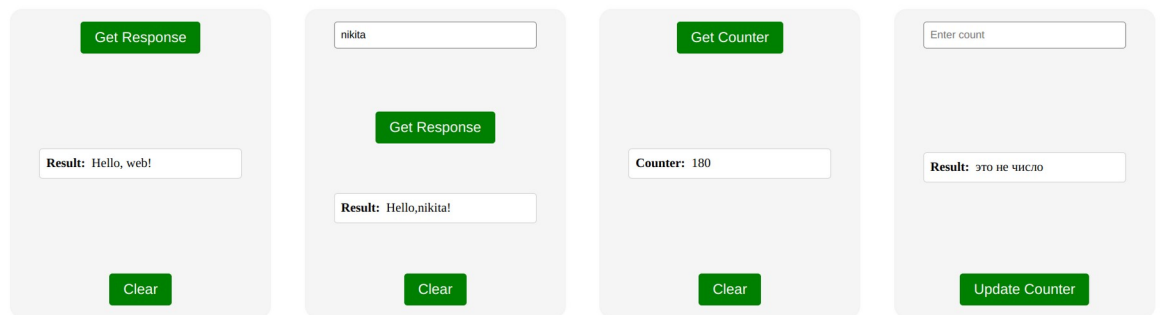 Get Response
Result: Hello, web!
Clear
nikita
Get Response
Result: Hello,nikita!
Clear
Get Counter
Counter: 180
Clear
Enter count
Result: это не число
Update Counter